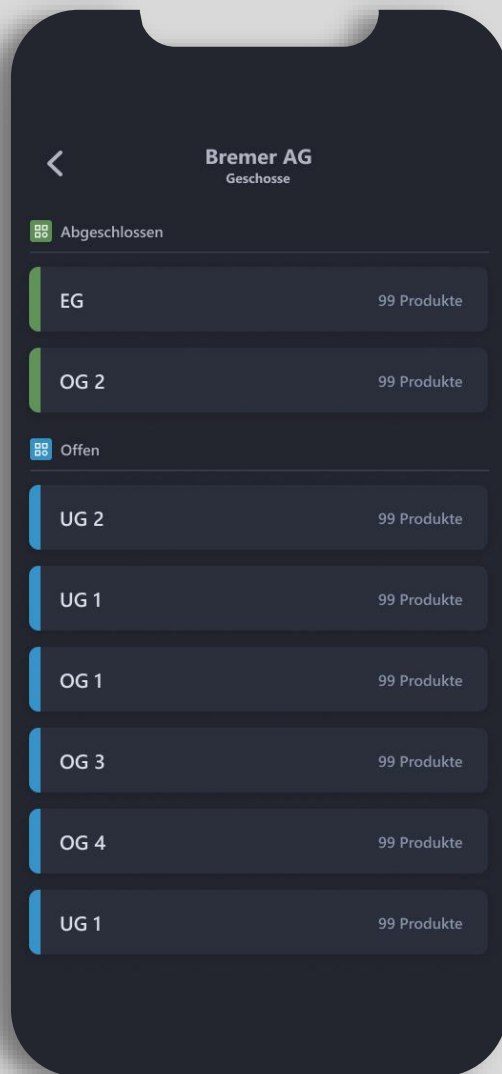 Bremer AG
Geschosse
Abgeschlossen
EG 99 Produkte
OG 2 99 Produkte
Offen
UG 2 99 Produkte
UG 1 99 Produkte
OG 1 99 Produkte
OG 3 99 Produkte
OG 4 99 Produkte
UG 1 99 Produkte